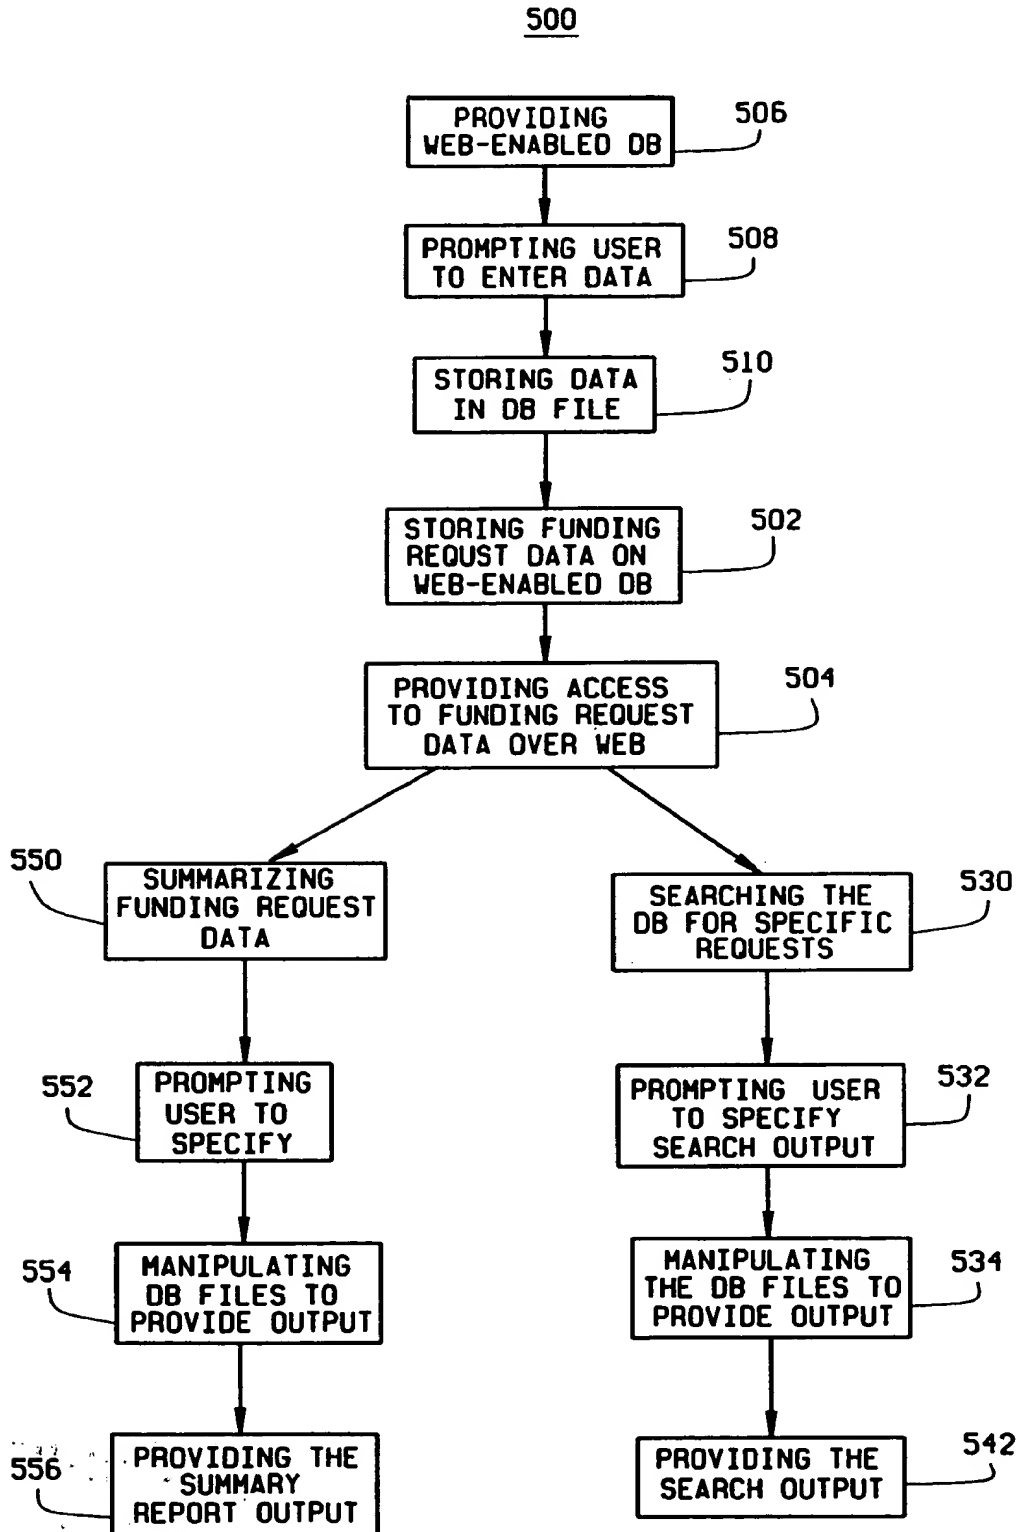 500
PROVIDING
WEB-ENABLED DB
506
PROMPTING USER
TO ENTER DATA
508
STORING DATA
IN DB FILE
510
STORING FUNDING
REQUST DATA ON
WEB-ENABLED DB
502
PROVIDING ACCESS
TO FUNDING REQUEST
DATA OVER WEB
504
550
SUMMARIZING
FUNDING REQUEST
DATA
552
PROMPTING
USER TO
SPECIFY
554
MANIPULATING
DB FILES TO
PROVIDE OUTPUT
556
PROVIDING THE
SUMMARY
REPORT OUTPUT
SEARCHING THE
DB FOR SPECIFIC
REQUESTS
530
PROMPTING USER
TO SPECIFY
SEARCH OUTPUT
532
MANIPULATING
THE DB FILES TO
PROVIDE OUTPUT
534
PROVIDING THE
SEARCH OUTPUT
542